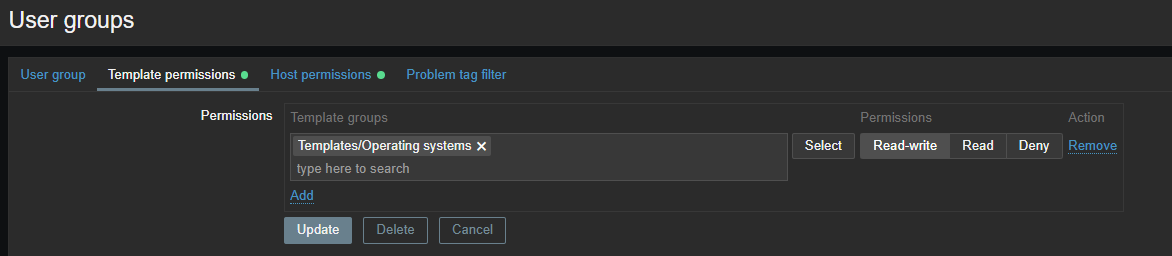 User groups
User group Template permissions Host permissions Problem tag filter
Permissions Template groups Permissions Action
Templates/Operating systems Select Read-write Read Deny Remove
type here to search
Add
Update Delete Cancel